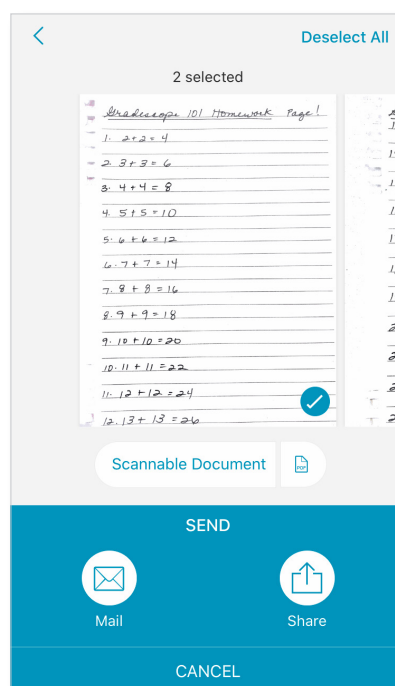 Deselect All
2 selected
Gradescope 101 Homework Page!
1. 2+2=4
2. 3+3=6
3. 4+4=8
4. 5+5=10
5. 6+6=12
6. 7+7=14
7. 8+8=16
8. 9+9=18
9. 10+10=20
10. 11+11=22
11. 12+12=24
12. 13+13=26
Scannable Document
PDF
SEND
Mail Share
CANCEL